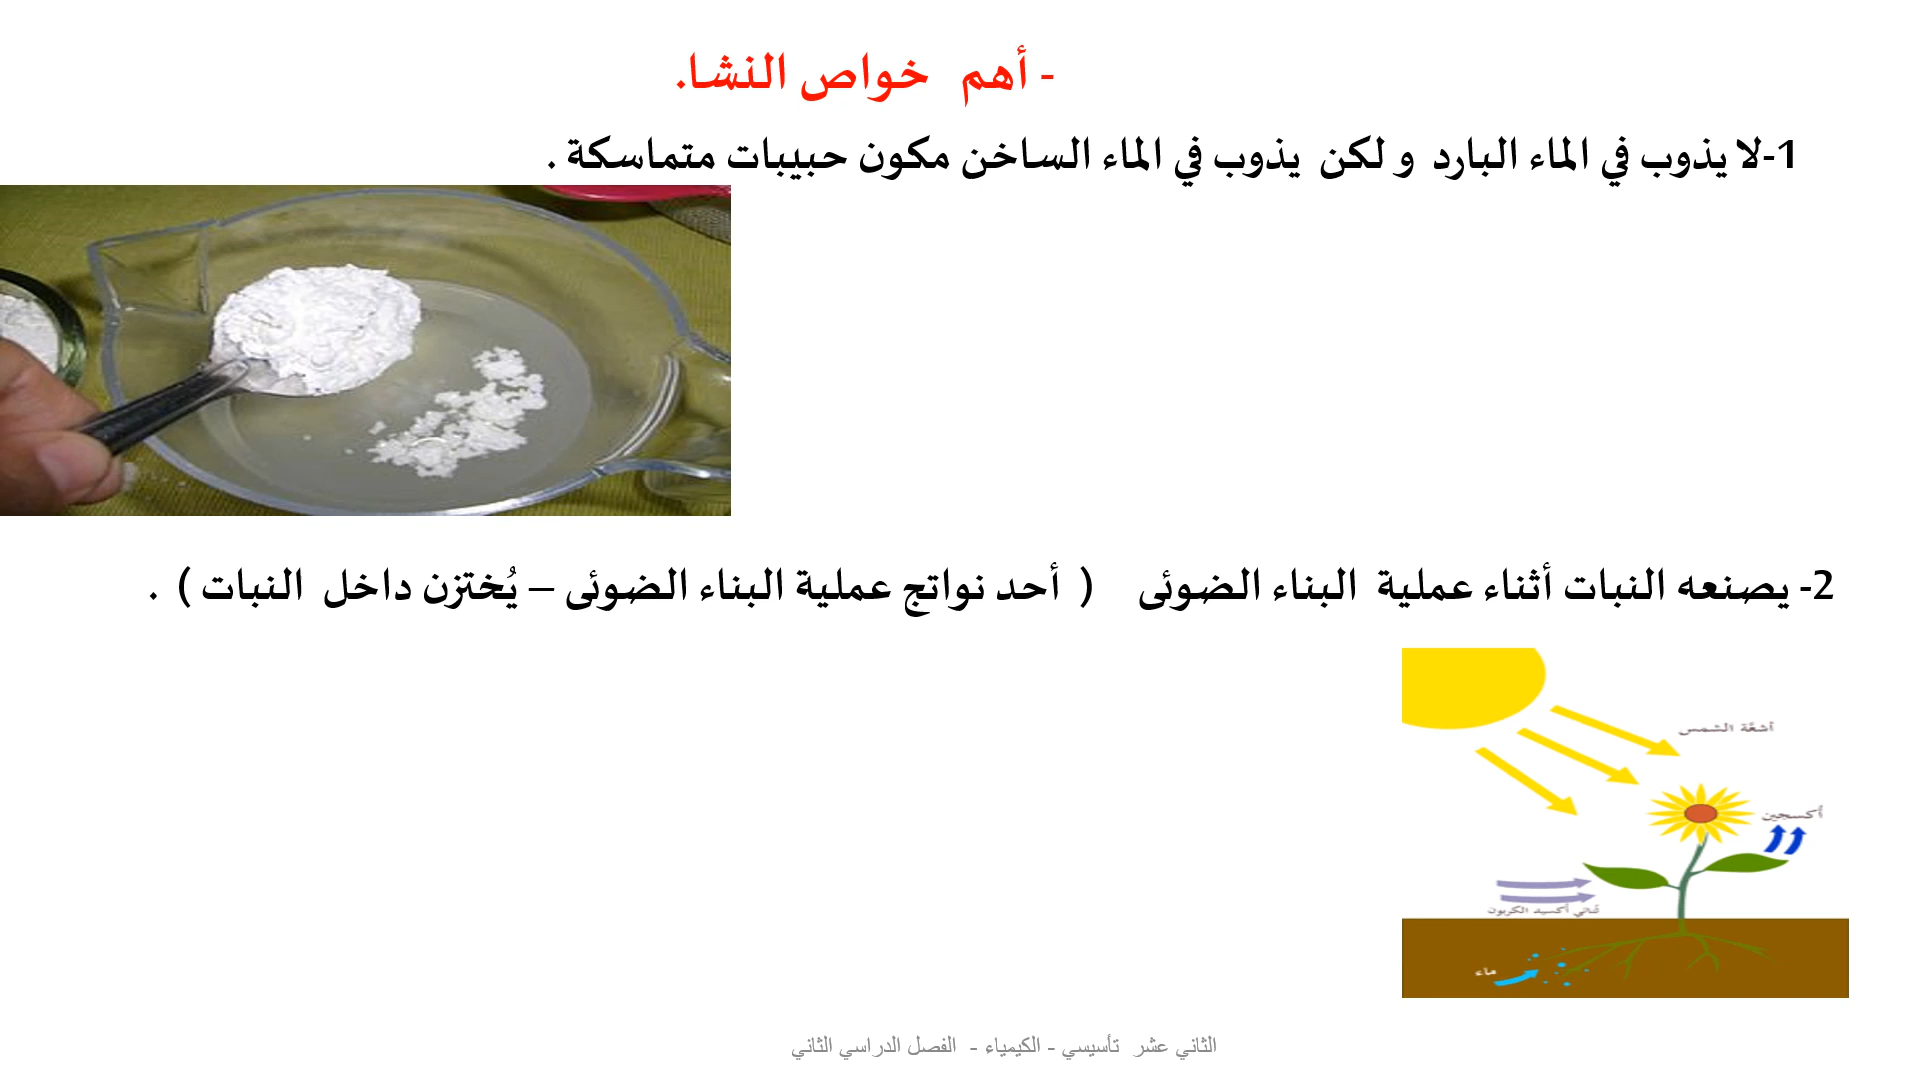 - أهم خواص النشا.
1-لا يذوب في الماء البارد و لكن يذوب في الماء الساخن مكون حبيبات متماسكة .
2- يصنعه النبات أثناء عملية البناء الضوئى ( أحد نواتج عملية البناء الضوئى – يُختزن داخل النبات ) .
أشعّة الشمس
أكسجين
ثنائي أكسيد الكربون
ماء
الثاني عشر تأسيسي - الكيمياء - الفصل الدراسي الثاني